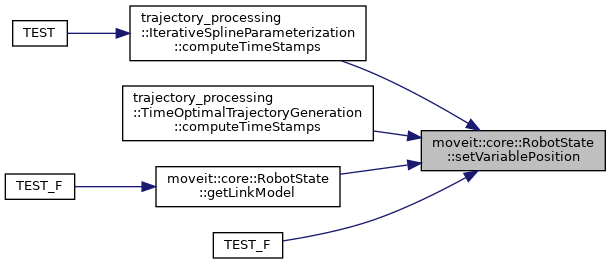 TEST
trajectory_processing
::IterativeSplineParameterization
::computeTimeStamps
trajectory_processing
::TimeOptimalTrajectoryGeneration
::computeTimeStamps
moveit::core::RobotState
::setVariablePosition
TEST_F
moveit::core::RobotState
::getLinkModel
TEST_F